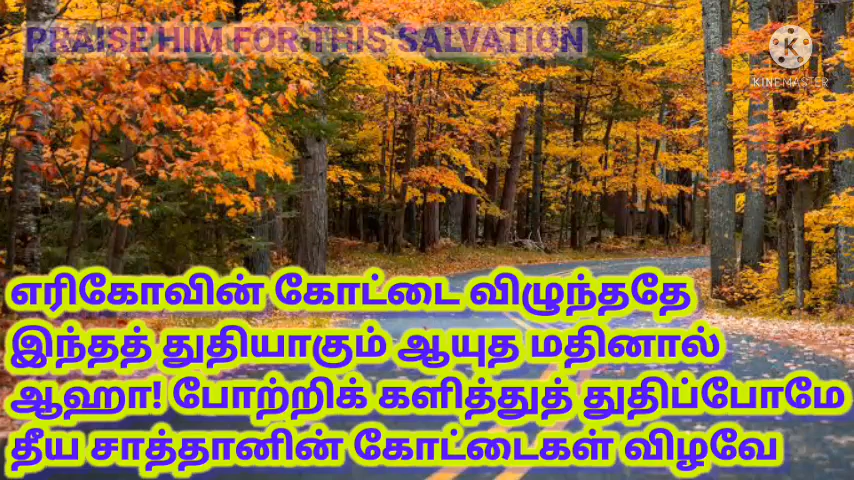 PRAISE HIM FOR THIS SALVATION
KINEMASTER
எரிகோவின் கோட்டை விழுந்ததே
இந்தத் துதியாகும் ஆயுத மதினால்
ஆஹா! போற்றிக் களித்துத் துதிப்போமே
தீய சாத்தானின் கோட்டைகள் விழவே